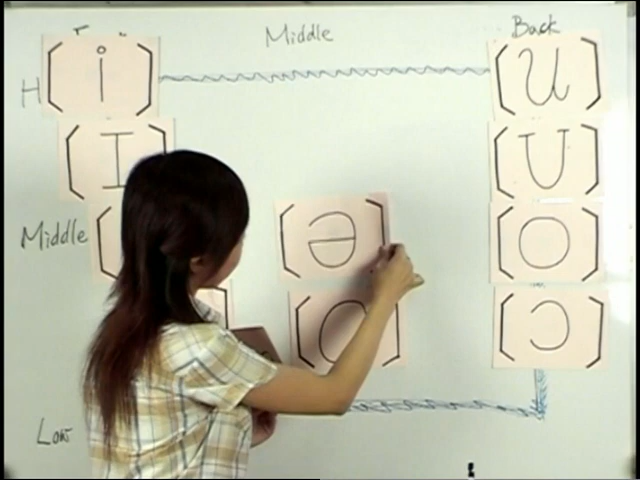 Middle Back
H [i] [u]
[ɪ] [ʊ]
Middle [ə] [o]
[ɔ]
Low